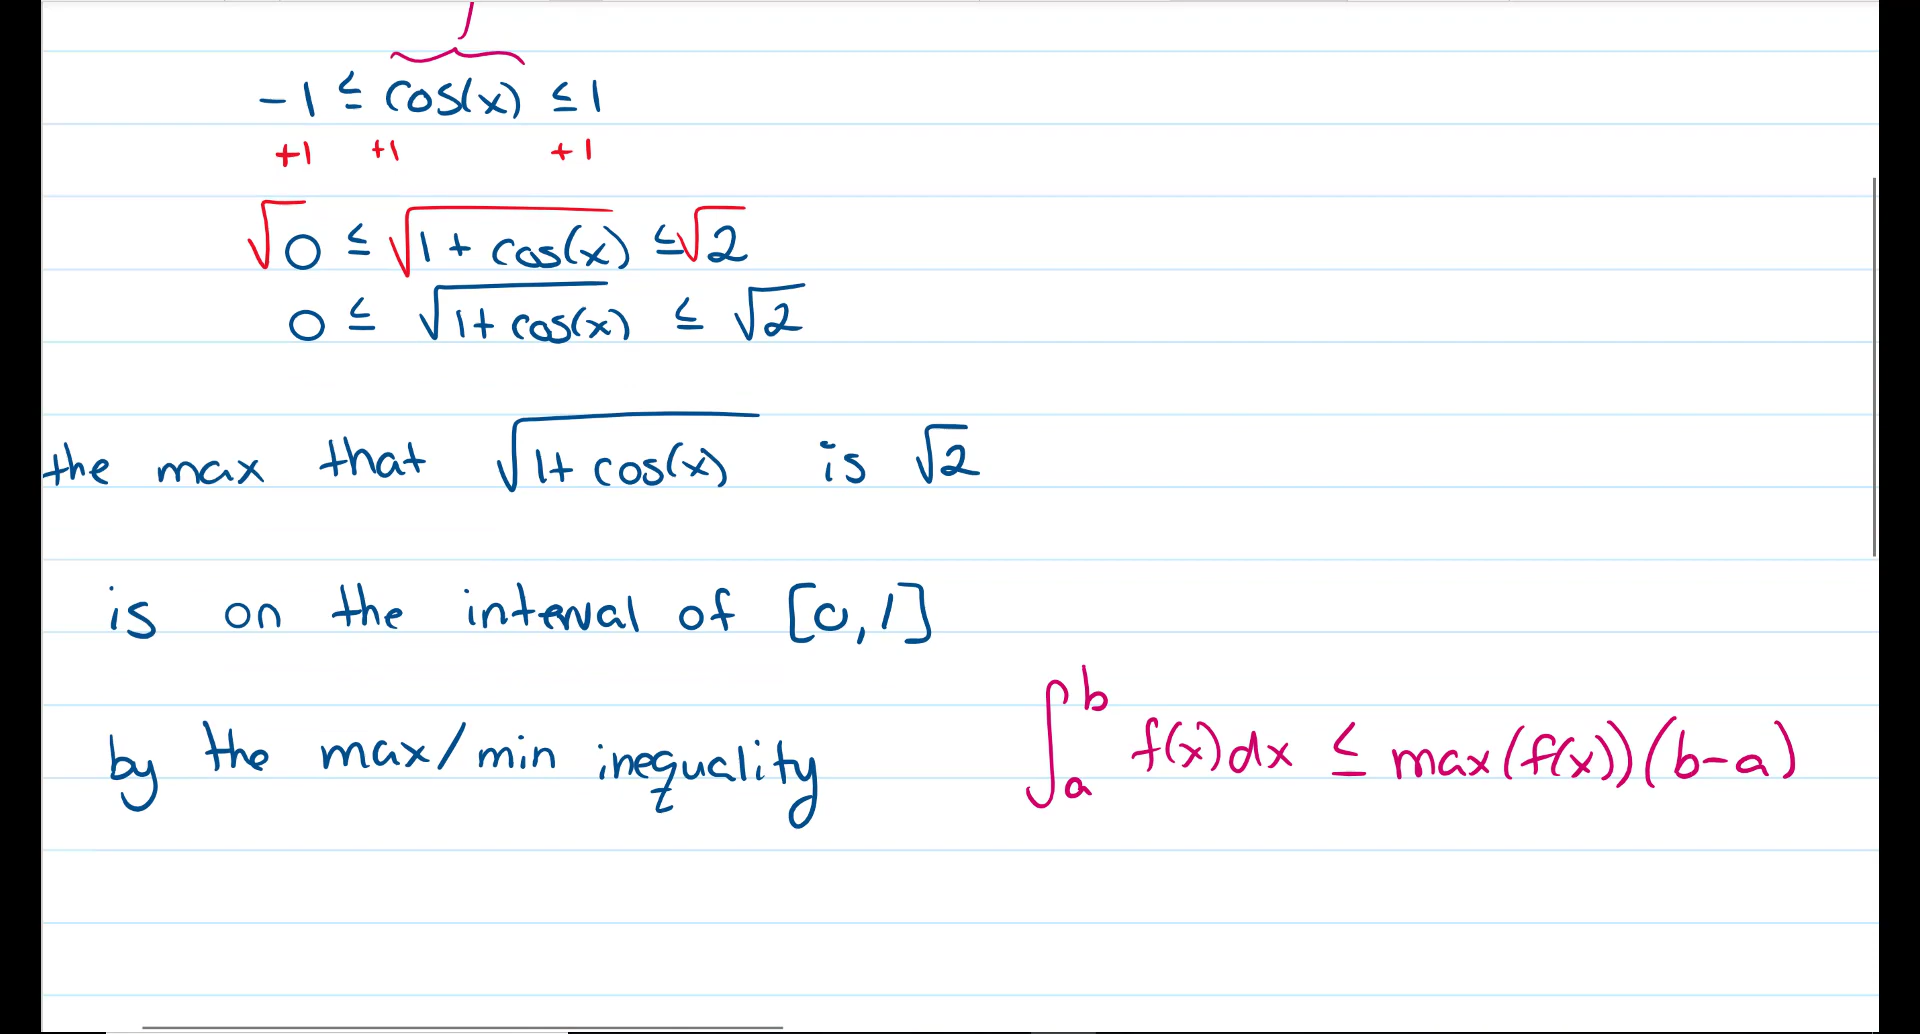 -1 ≤ cos(x) ≤ 1
+1 +1 +1
√0 ≤ √(1 + cos(x)) ≤ √2
0 ≤ √(1 + cos(x)) ≤ √2
the max that √(1 + cos(x)) is √2
is on the interval of [0,1]
by the max/min inequality ∫_a^b f(x)dx ≤ max(f(x))(b-a)